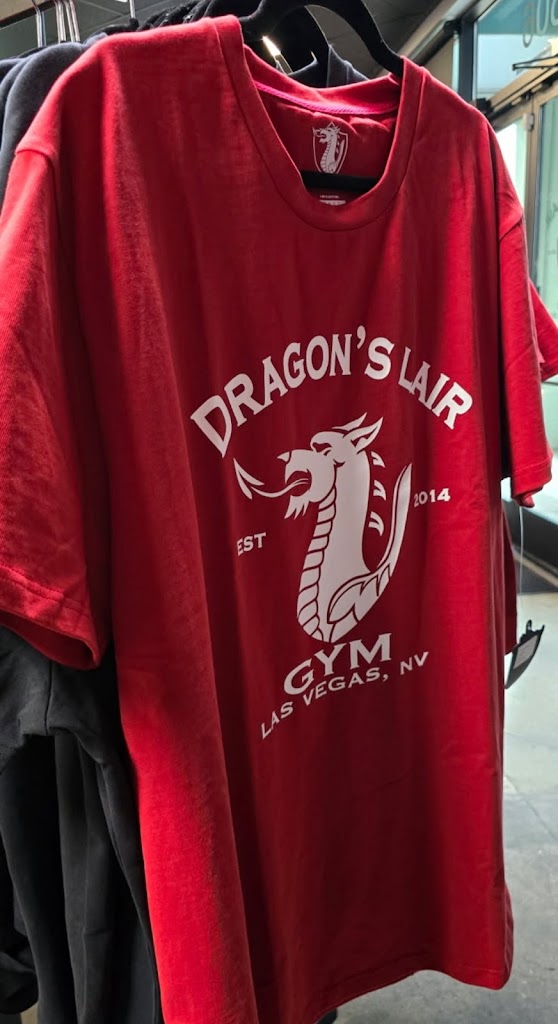 DRAGON'S LAIR
EST
2014
GYM
LAS VEGAS, NV